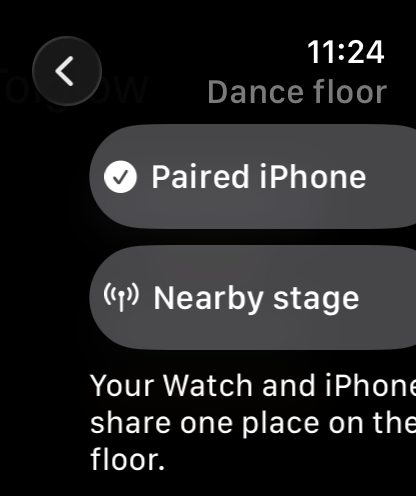 11:24
Dance floor
Paired iPhone
Nearby stage
Your Watch and iPhone
share one place on the
floor.